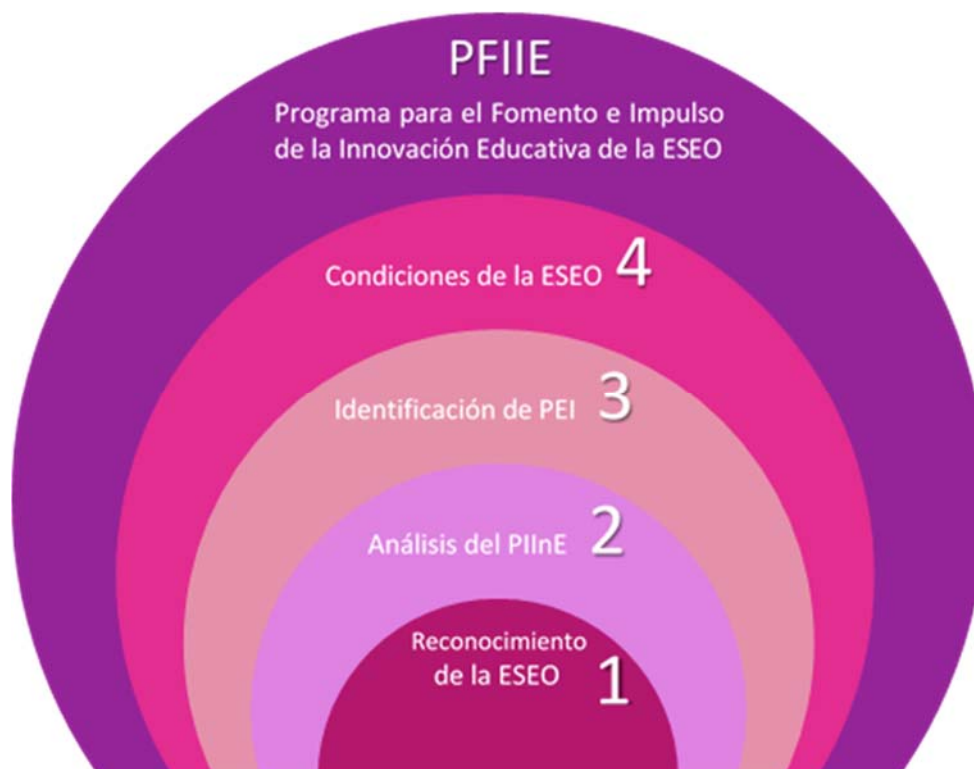 PFIIE
Programa para el Fomento e Impulso
de la Innovación Educativa de la ESEO
Condiciones de la ESEO 4
Identificación de PEI 3
Análisis del PIInE 2
Reconocimiento
de la ESEO 1